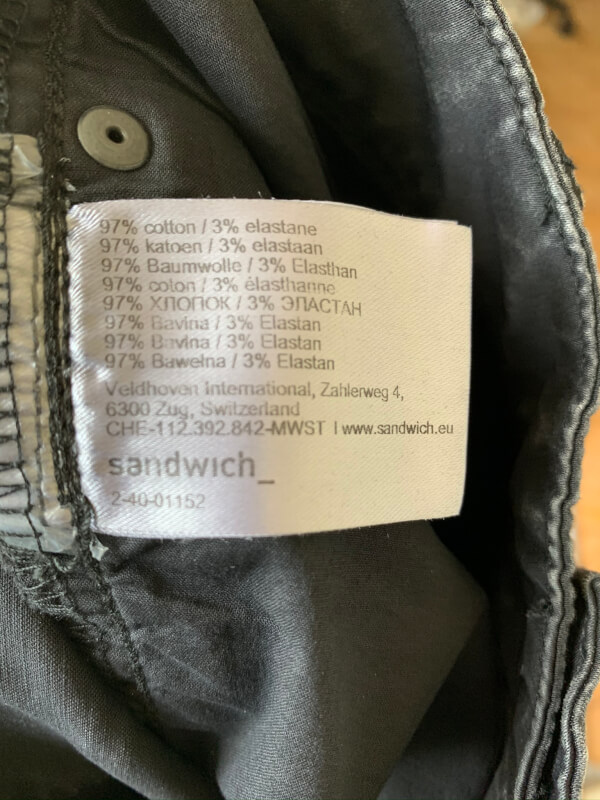 97% cotton / 3% elastane
97% katoen / 3% elastaan
97% Baumwolle / 3% Elasthan
97% coton / 3% élasthanne
97% ХЛОПОК / 3% ЭЛАСТАН
97% Bavlna / 3% Elastan
97% Bavlna / 3% Elastan
97% Bawełna / 3% Elastan
Veldhoven International, Zahlerweg 4,
6300 Zug, Switzerland
CHE-112.392.842-MWST I www.sandwich.eu
sandwich_
2-40-01152